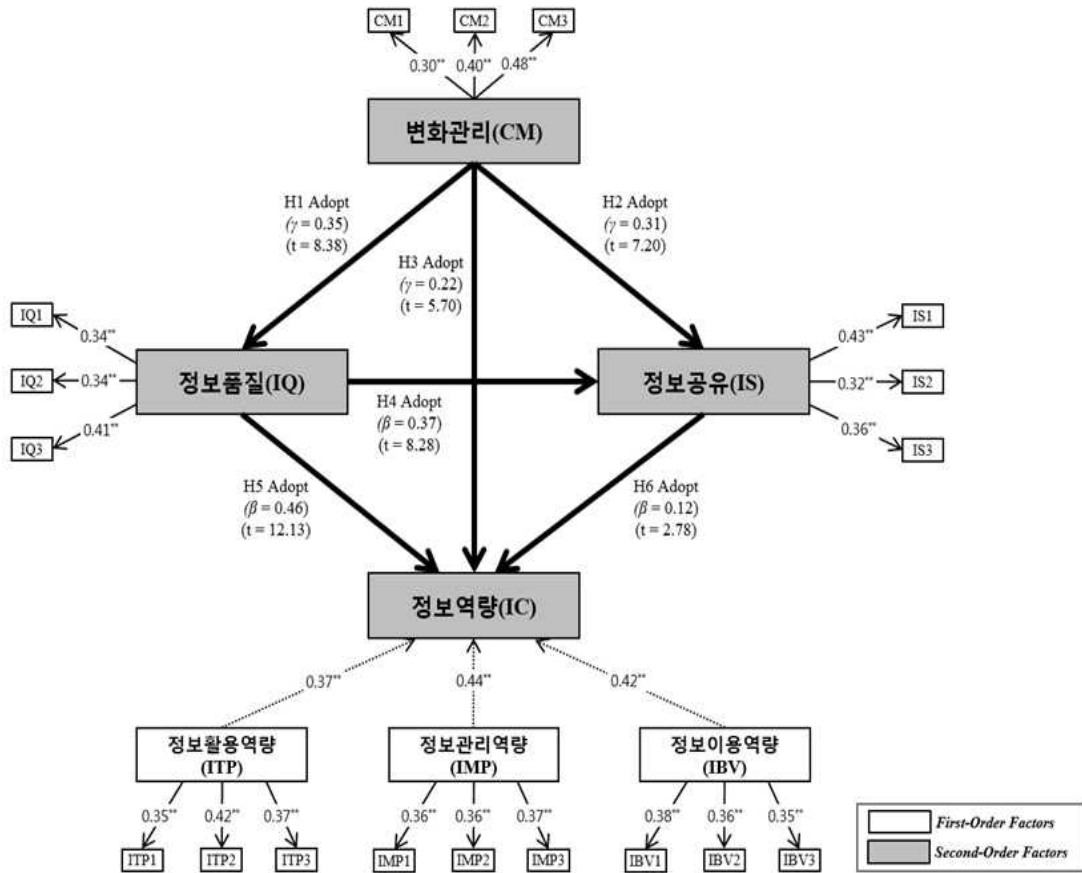 CM1
CM2
CM3
0.30**
0.40**
0.48**
변화관리(CM)
H1 Adopt
(γ = 0.35)
(t = 8.38)
H2 Adopt
(γ = 0.31)
(t = 7.20)
H3 Adopt
(γ = 0.22)
(t = 5.70)
IQ1
IQ2
IQ3
0.34**
0.34**
0.41**
정보품질(IQ)
정보공유(IS)
0.43**
0.32**
0.36**
IS1
IS2
IS3
H4 Adopt
(β = 0.37)
(t = 8.28)
H5 Adopt
(β = 0.46)
(t = 12.13)
H6 Adopt
(β = 0.12)
(t = 2.78)
정보역량(IC)
0.37**
0.44**
0.42**
정보활용역량
(ITP)
정보관리역량
(IMP)
정보이용역량
(IBV)
0.35**
0.42**
0.37**
0.36**
0.36**
0.37**
0.38**
0.36**
0.35**
ITP1
ITP2
ITP3
IMP1
IMP2
IMP3
IBV1
IBV2
IBV3
First-Order Factors
Second-Order Factors